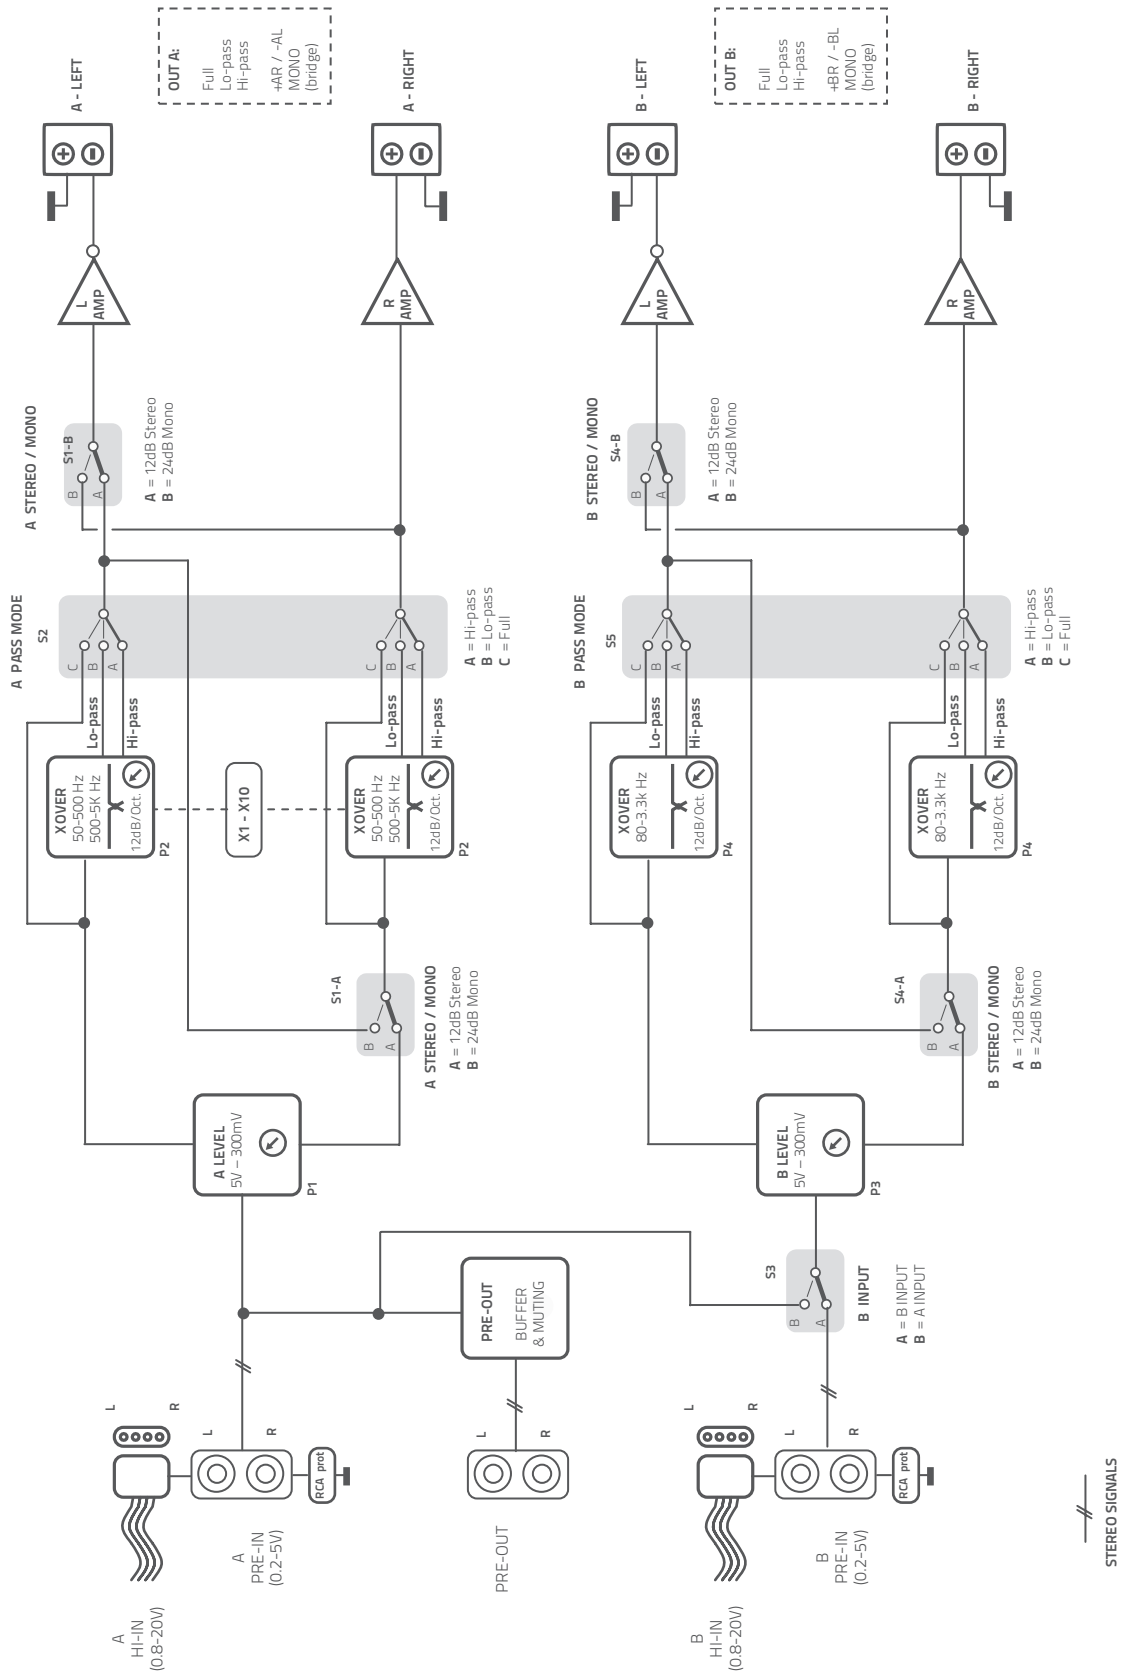 A
HI-IN
(0.8-20V)
L
R
A
PRE-IN
(0.2-5V)
L
R
RCA prot
PRE-OUT
L
R
PRE-OUT
BUFFER
& MUTING
A LEVEL
5V – 300mV
P1
S1-A
B
A
A STEREO / MONO
A = 12dB Stereo
B = 24dB Mono
XOVER
50-500 Hz
500-5K Hz
12dB/Oct.
P2
Lo-pass
Hi-pass
X1 - X10
XOVER
50-500 Hz
500-5K Hz
12dB/Oct.
P2
Lo-pass
Hi-pass
A PASS MODE
S2
C
B
A
C
B
A
A = Hi-pass
B = Lo-pass
C = Full
A STEREO / MONO
S1-B
B
A
A = 12dB Stereo
B = 24dB Mono
L
AMP
R
AMP
A - LEFT
OUT A:
Full
Lo-pass
Hi-pass
+AR / -AL
MONO
(bridge)
A - RIGHT
B
HI-IN
(0.8-20V)
L
R
B
PRE-IN
(0.2-5V)
L
R
RCA prot
S3
B
A
B INPUT
A = B INPUT
B = A INPUT
B LEVEL
5V – 300mV
P3
S4-A
B
A
B STEREO / MONO
A = 12dB Stereo
B = 24dB Mono
XOVER
80-3.3k Hz
12dB/Oct.
P4
Lo-pass
Hi-pass
XOVER
80-3.3k Hz
12dB/Oct.
P4
Lo-pass
Hi-pass
B PASS MODE
S5
C
B
A
C
B
A
A = Hi-pass
B = Lo-pass
C = Full
B STEREO / MONO
S4-B
B
A
A = 12dB Stereo
B = 24dB Mono
L
AMP
R
AMP
B - LEFT
OUT B:
Full
Lo-pass
Hi-pass
+BR / -BL
MONO
(bridge)
B - RIGHT
STEREO SIGNALS